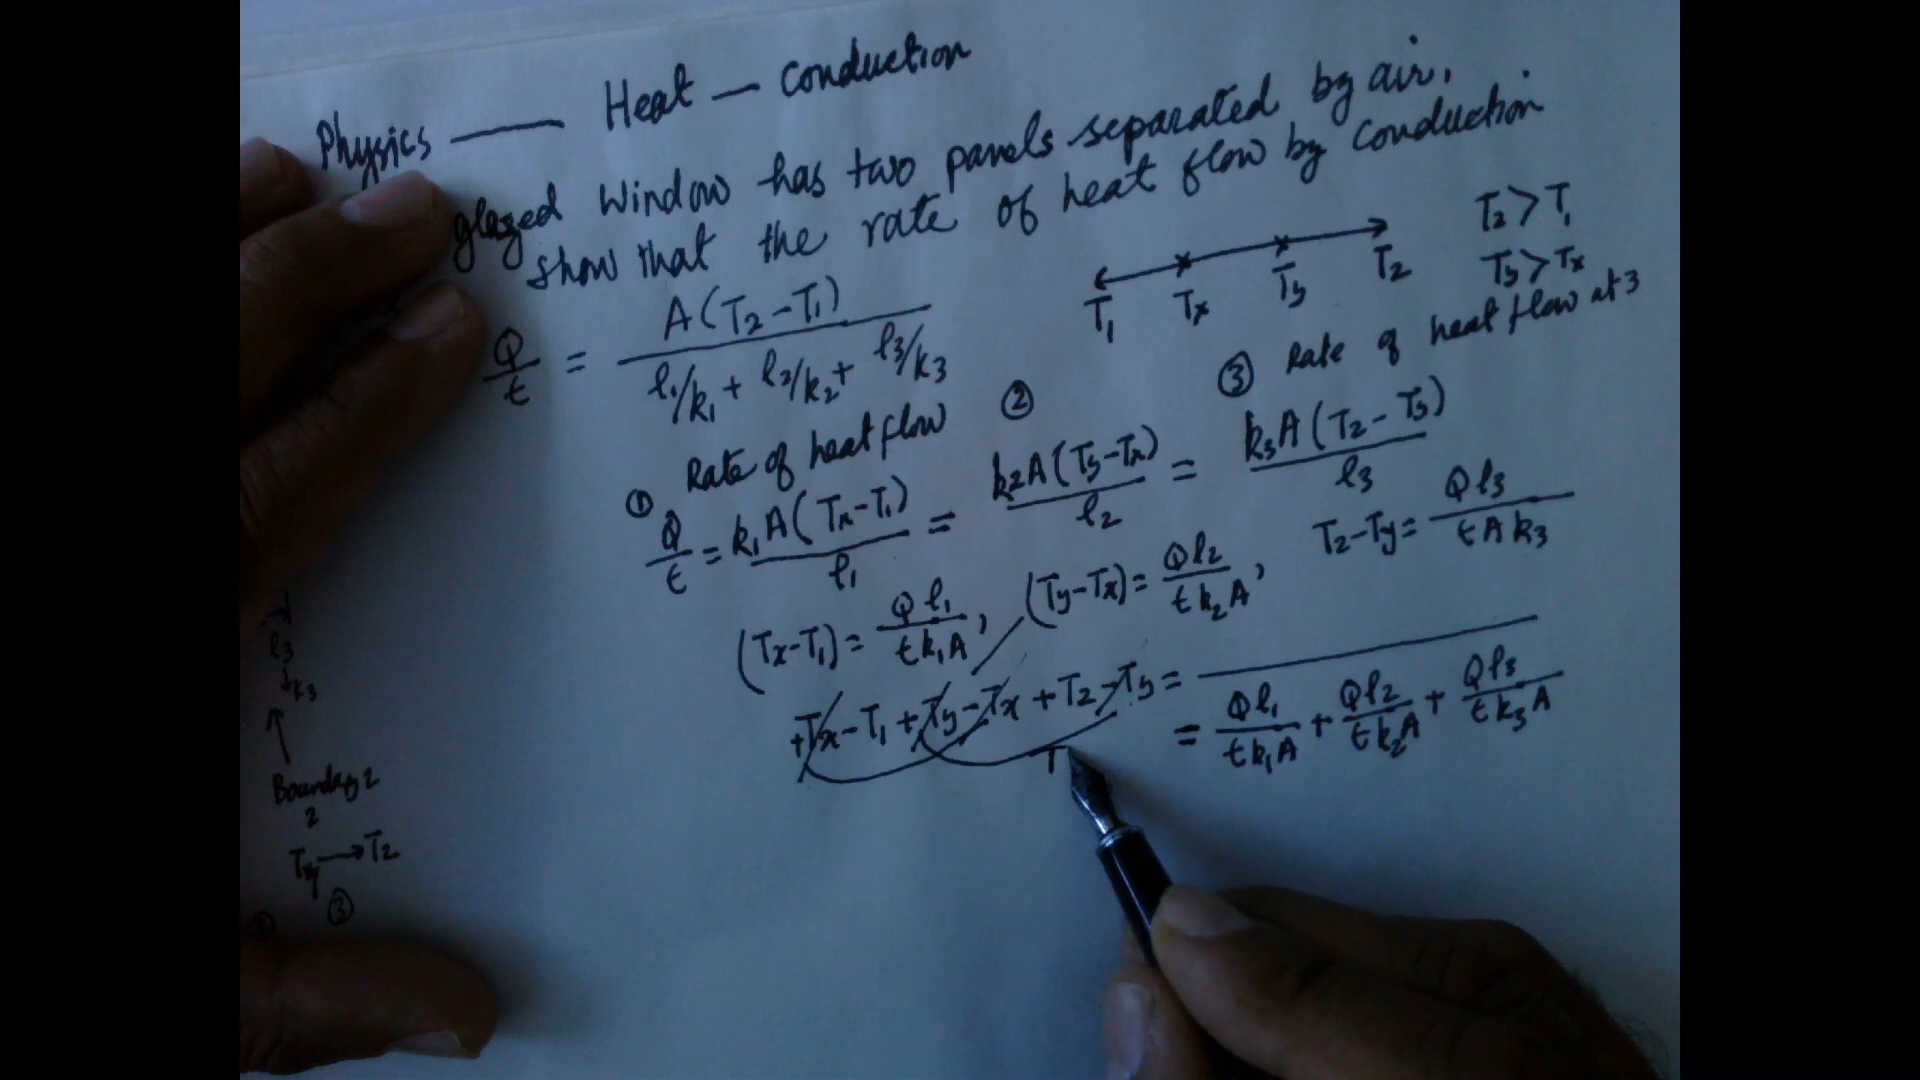 Physics — Heat — Conduction
glazed window has two panels separated by air.
show that the rate of heat flow by conduction
Q/t = A(T₂-T₁) / (l₁/k₁ + l₂/k₂ + l₃/k₃)
T₁ Tx Ty T₂
T₂ > T₁
Ty > Tx
① Rate of heat flow ② ③ Rate of heat flow at 3
Q/t = k₁A(Tx-T₁)/l₁ = k₂A(Ty-Tx)/l₂ = k₃A(T₂-Ty)/l₃
(Tx-T₁) = Ql₁/tk₁A, (Ty-Tx) = Ql₂/tk₂A, T₂-Ty = Ql₃/tAk₃
+Tx-T₁+Ty-Tx+T₂-Ty =
= Ql₁/tk₁A + Ql₂/tk₂A + Ql₃/tk₃A
T
l₃
k₃
Boundary 2
2
T₂
③